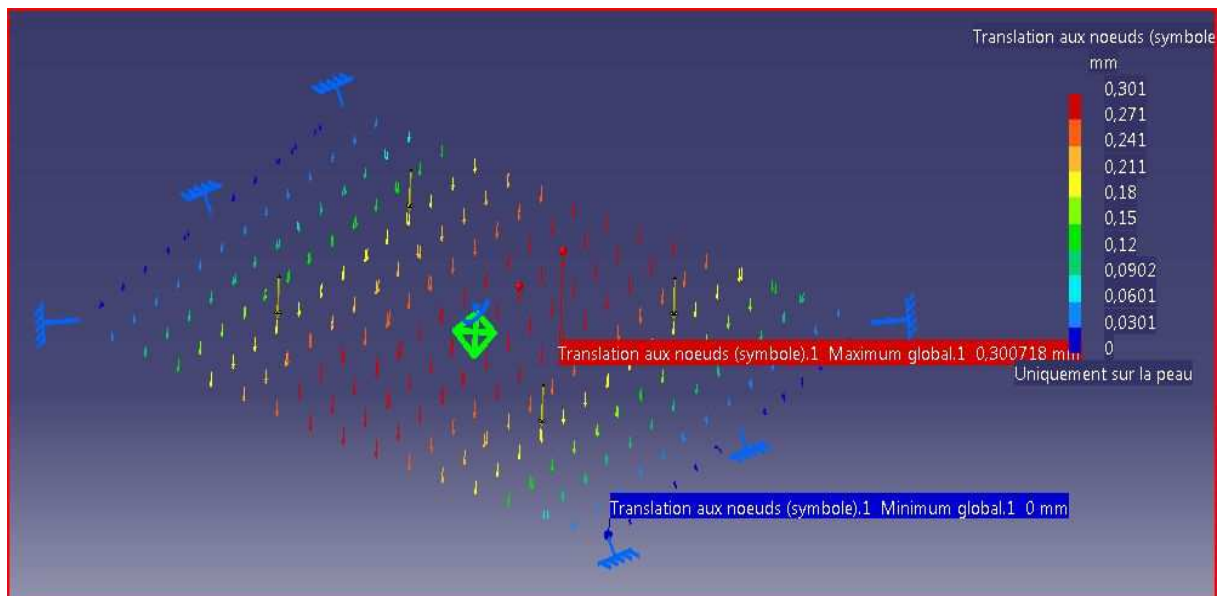 Translation aux noeuds (symbole
mm
0,301
0,271
0,241
0,211
0,18
0,15
0,12
0,0902
0,0601
0,0301
0
Uniquement sur la peau
Translation aux noeuds (symbole).1 Maximum global.1 0,300718 mm
Translation aux noeuds (symbole).1 Minimum global.1 0 mm